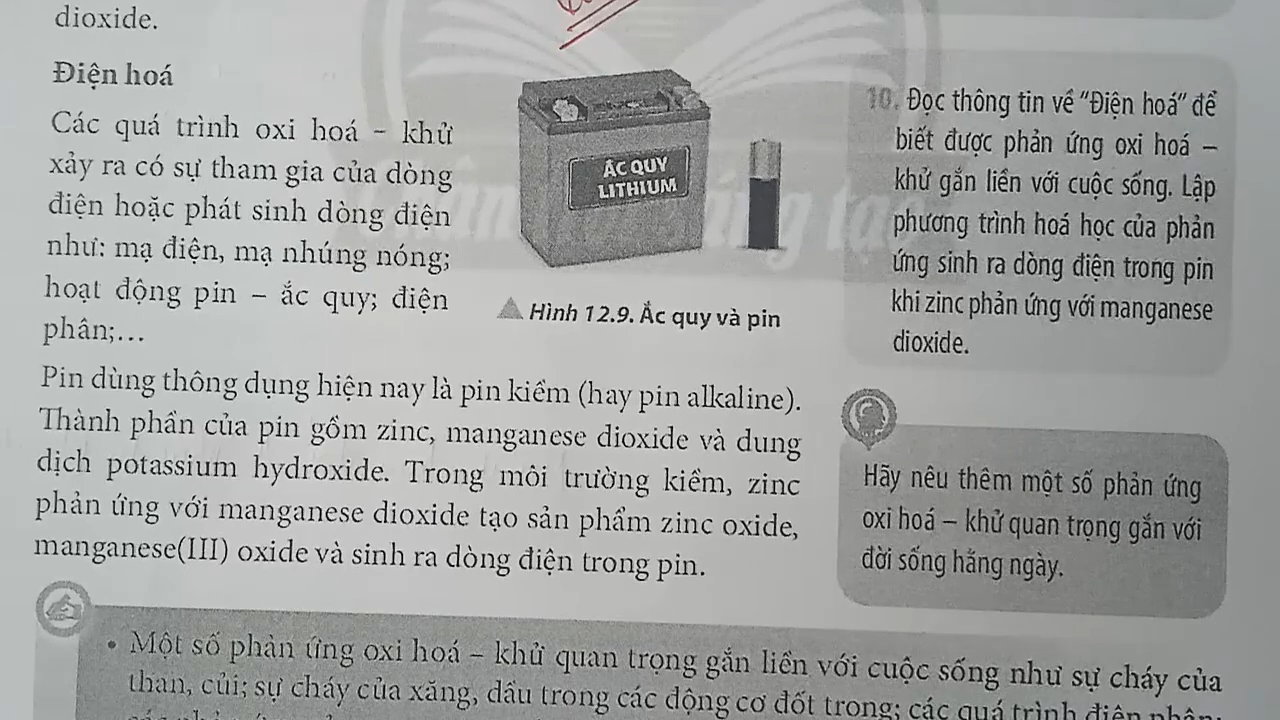 dioxide.
Điện hoá
Các quá trình oxi hoá – khử
xảy ra có sự tham gia của dòng
điện hoặc phát sinh dòng điện
như: mạ điện, mạ nhúng nóng;
hoạt động pin – ắc quy; điện
phân;...
ẮC QUY
LITHIUM
Hình 12.9. Ắc quy và pin
Pin dùng thông dụng hiện nay là pin kiềm (hay pin alkaline).
Thành phần của pin gồm zinc, manganese dioxide và dung
dịch potassium hydroxide. Trong môi trường kiềm, zinc
phản ứng với manganese dioxide tạo sản phẩm zinc oxide,
manganese(III) oxide và sinh ra dòng điện trong pin.
10. Đọc thông tin về "Điện hoá" để
biết được phản ứng oxi hoá –
khử gắn liền với cuộc sống. Lập
phương trình hoá học của phản
ứng sinh ra dòng điện trong pin
khi zinc phản ứng với manganese
dioxide.
Hãy nêu thêm một số phản ứng
oxi hoá – khử quan trọng gắn với
đời sống hằng ngày.
• Một số phản ứng oxi hoá – khử quan trọng gắn liền với cuộc sống như sự cháy của
than, củi; sự cháy của xăng, dầu trong các động cơ đốt trong; các quá trình điện phân;